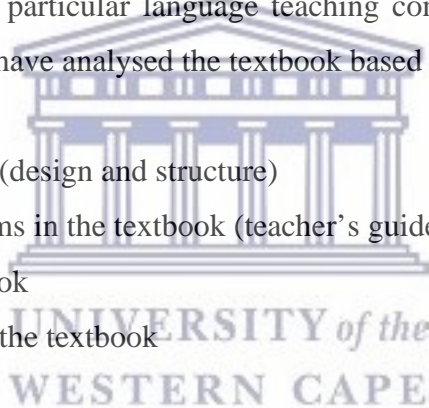 particular language teaching con
have analysed the textbook based
(design and structure)
ms in the textbook (teacher's guide
ok
the textbook
UNIVERSITY of the
WESTERN CAPE